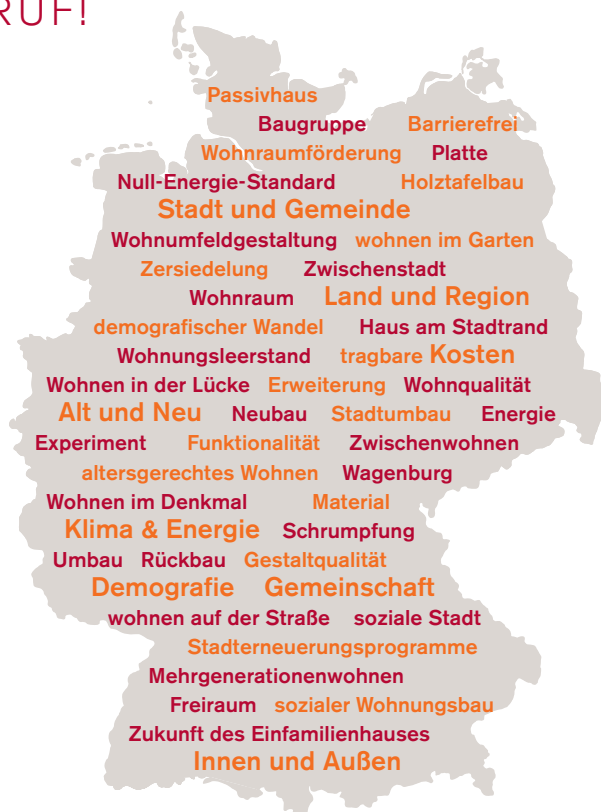 RUF!
Passivhaus
Baugruppe Barrierefrei
Wohnraumförderung Platte
Null-Energie-Standard Holztafelbau
Stadt und Gemeinde
Wohnumfeldgestaltung wohnen im Garten
Zersiedelung Zwischenstadt
Wohnraum Land und Region
demografischer Wandel Haus am Stadtrand
Wohnungsleerstand tragbare Kosten
Wohnen in der Lücke Erweiterung Wohnqualität
Alt und Neu Neubau Stadtumbau Energie
Experiment Funktionalität Zwischenwohnen
altersgerechtes Wohnen Wagenburg
Wohnen im Denkmal Material
Klima & Energie Schrumpfung
Umbau Rückbau Gestaltqualität
Demografie Gemeinschaft
wohnen auf der Straße soziale Stadt
Stadterneuerungsprogramme
Mehrgenerationenwohnen
Freiraum sozialer Wohnungsbau
Zukunft des Einfamilienhauses
Innen und Außen